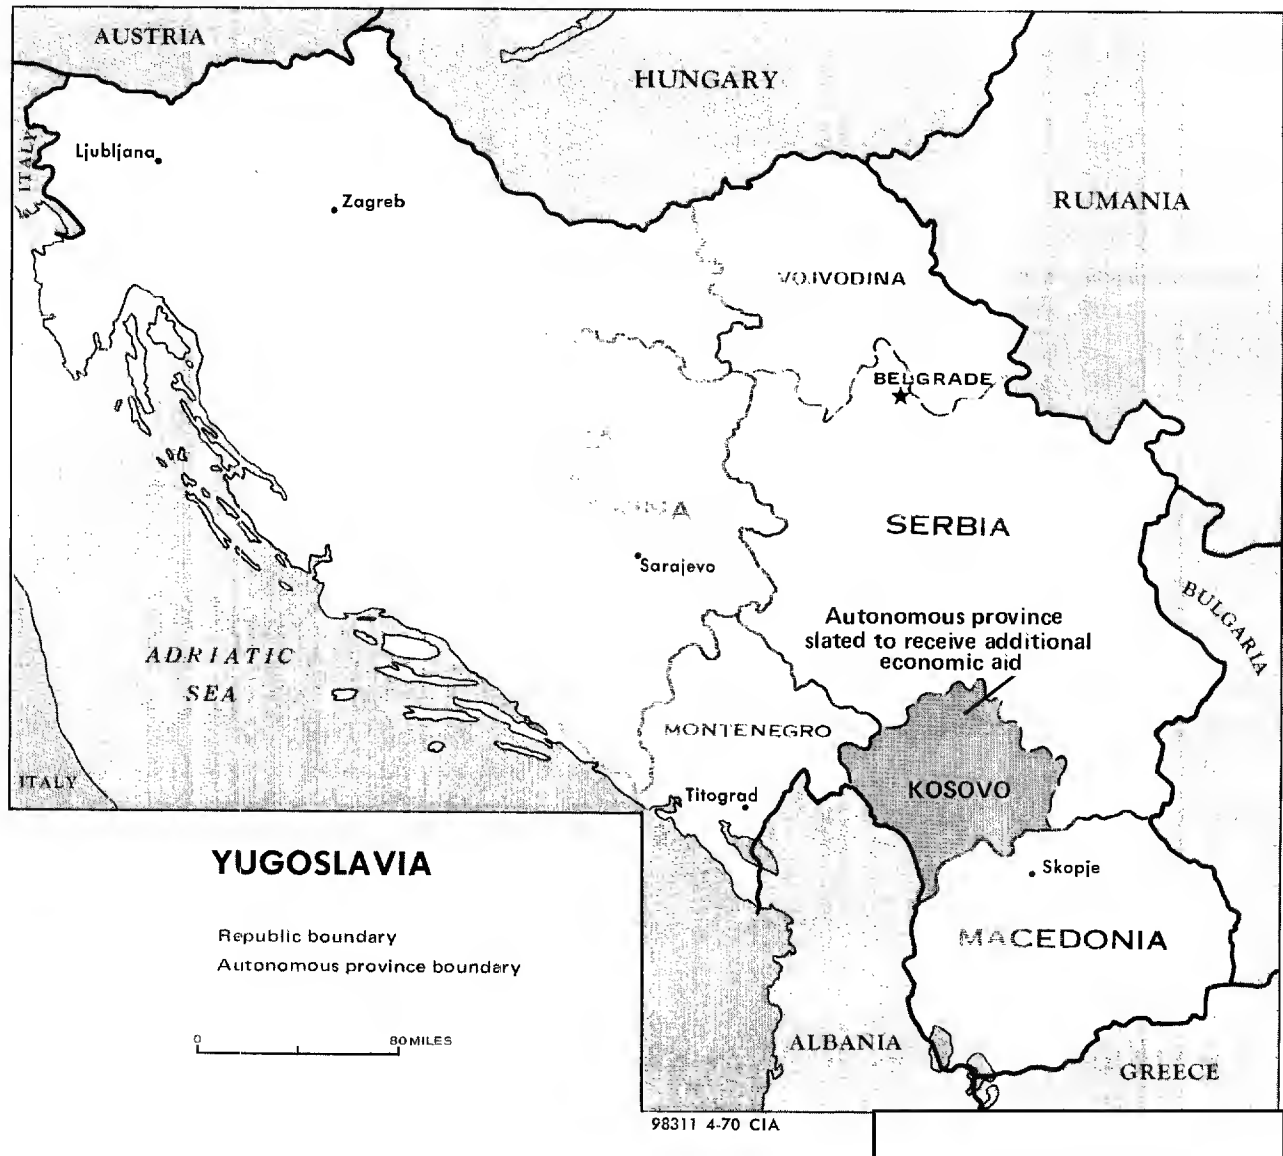 AUSTRIA
HUNGARY
ITALY
Ljubljana
Zagreb
RUMANIA
VOJVODINA
BELGRADE
SERBIA
Sarajevo
BULGARIA
Autonomous province
slated to receive additional
economic aid
ADRIATIC
SEA
MONTENEGRO
ITALY
KOSOVO
Titograd
YUGOSLAVIA
Skopje
Republic boundary
Autonomous province boundary
MACEDONIA
0 80 MILES
ALBANIA
GREECE
98311 4-70 CIA